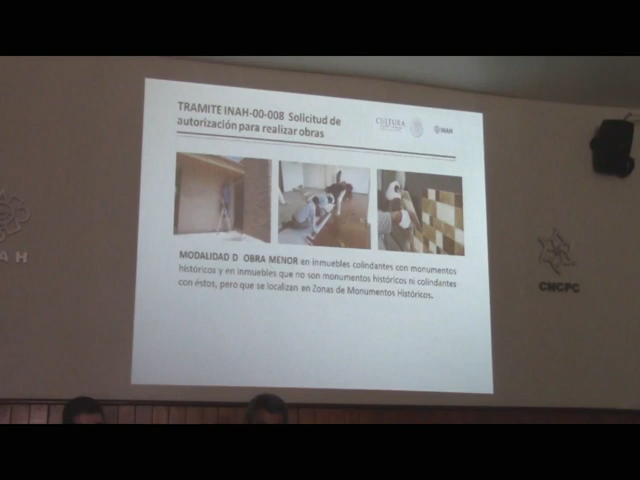 TRAMITE INAH-00-008 Solicitud de
autorización para realizar obras
CULTURA
INAH
MODALIDAD D OBRA MENOR en inmuebles colindantes con monumentos
históricos y en inmuebles que no son monumentos históricos ni colindantes
con éstos, pero que se localizan en Zonas de Monumentos Históricos.
NAH
CNCPC